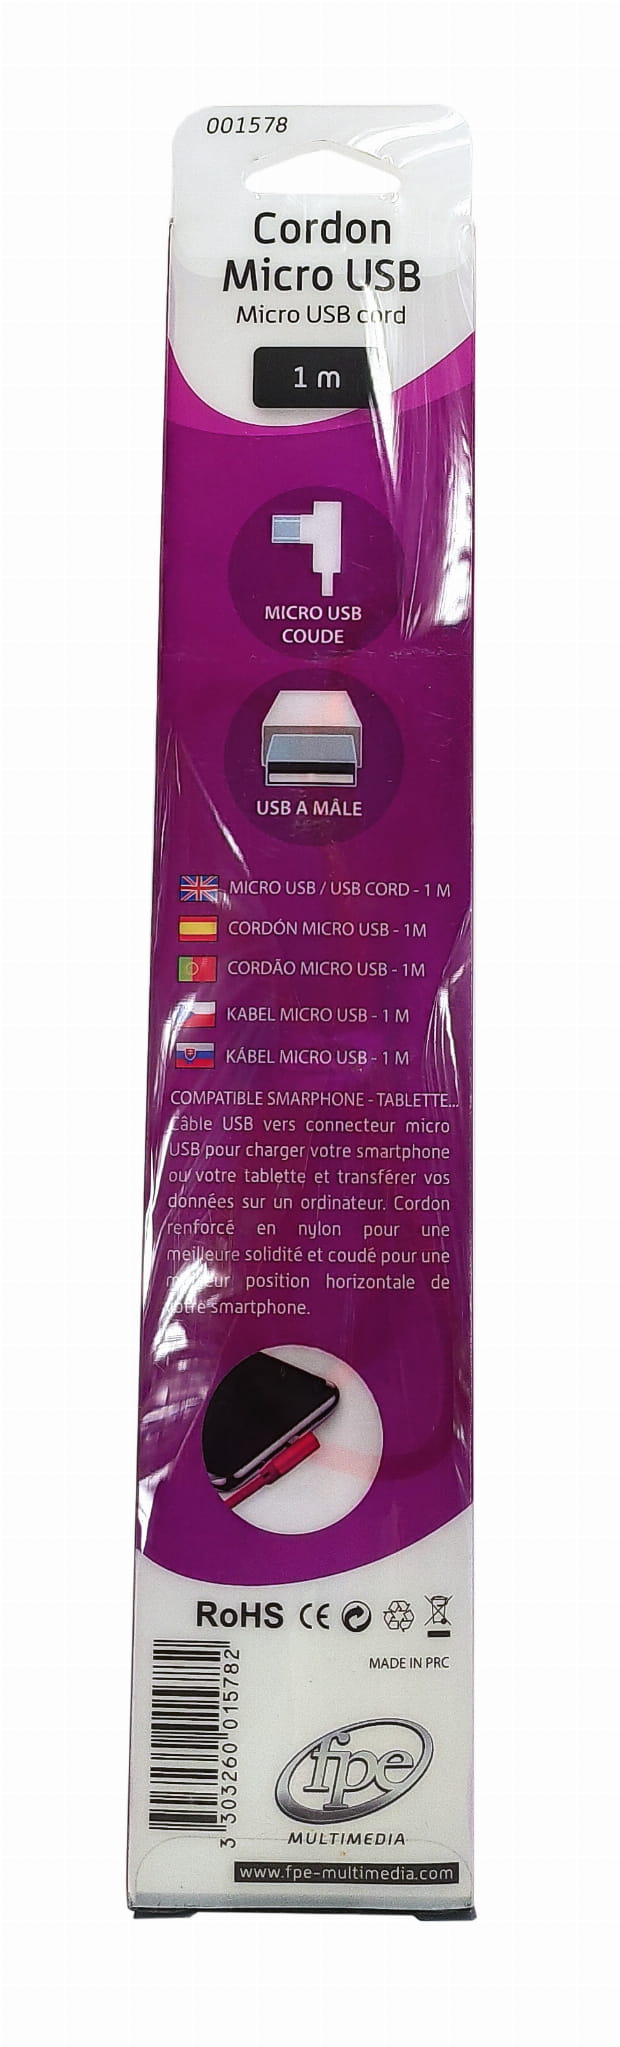 001578
Cordon
Micro USB
Micro USB cord
1 m
MICRO USB
COUDE
USB A MÂLE
MICRO USB / USB CORD - 1 M
CORDÓN MICRO USB - 1M
CORDÃO MICRO USB - 1M
KABEL MICRO USB - 1 M
KÁBEL MICRO USB - 1 M
COMPATIBLE SMARPHONE - TABLETTE...
Câble USB vers connecteur micro
USB pour charger votre smartphone
ou votre tablette et transférer vos
données sur un ordinateur. Cordon
renforcé en nylon pour une
meilleure solidité et coudé pour une
meilleur position horizontale de
votre smartphone.
RoHS CE
MADE IN PRC
3 303260 015782
fpe
MULTIMEDIA
www.fpe-multimedia.com